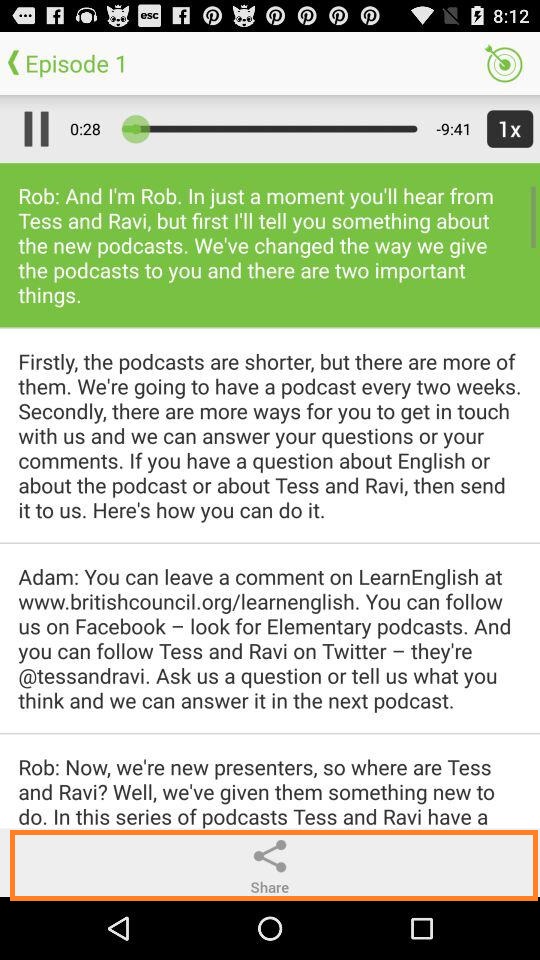 esc 8:12
Episode 1
0:28 -9:41 1x
Rob: And I'm Rob. In just a moment you'll hear from
Tess and Ravi, but first I'll tell you something about
the new podcasts. We've changed the way we give
the podcasts to you and there are two important
things.
Firstly, the podcasts are shorter, but there are more of
them. We're going to have a podcast every two weeks.
Secondly, there are more ways for you to get in touch
with us and we can answer your questions or your
comments. If you have a question about English or
about the podcast or about Tess and Ravi, then send
it to us. Here's how you can do it.
Adam: You can leave a comment on LearnEnglish at
www.britishcouncil.org/learnenglish. You can follow
us on Facebook – look for Elementary podcasts. And
you can follow Tess and Ravi on Twitter – they're
@tessandravi. Ask us a question or tell us what you
think and we can answer it in the next podcast.
Rob: Now, we're new presenters, so where are Tess
and Ravi? Well, we've given them something new to
do. In this series of podcasts Tess and Ravi have a
Share